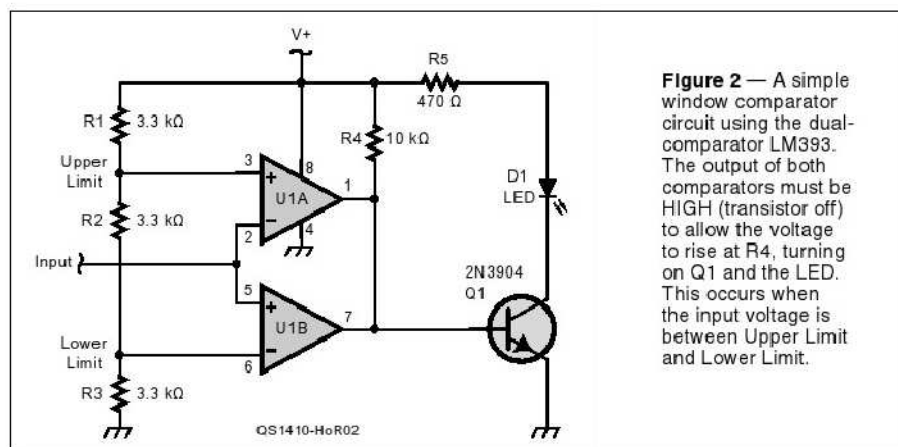 V+
R5
470 Ω
R1
3.3 kΩ
R4
10 kΩ
Upper
Limit
3
8
1
U1A
D1
LED
R2
3.3 kΩ
2
4
Input
2N3904
Q1
5
7
U1B
Lower
Limit
6
R3
3.3 kΩ
QS1410-HoR02
Figure 2 — A simple
window comparator
circuit using the dual-
comparator LM393.
The output of both
comparators must be
HIGH (transistor off)
to allow the voltage
to rise at R4, turning
on Q1 and the LED.
This occurs when
the input voltage is
between Upper Limit
and Lower Limit.